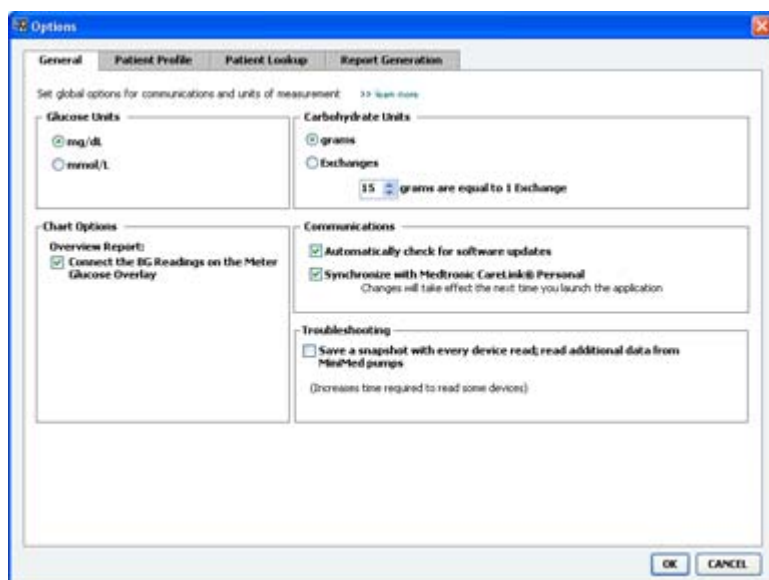 Options
General Patient Profile Patient Lookup Report Generation
Set global options for communications and units of measurement >> learn more
Glucose Units
mg/dL
mmol/L
Carbohydrate Units
grams
Exchanges
15 grams are equal to 1 Exchange
Chart Options
Overview Report:
Connect the BG Readings on the Meter
Glucose Overlay
Communications
Automatically check for software updates
Synchronize with Medtronic CareLink® Personal
Changes will take effect the next time you launch the application
Troubleshooting
Save a snapshot with every device read; read additional data from
MiniMed pumps
(Increases time required to read some devices)
OK CANCEL